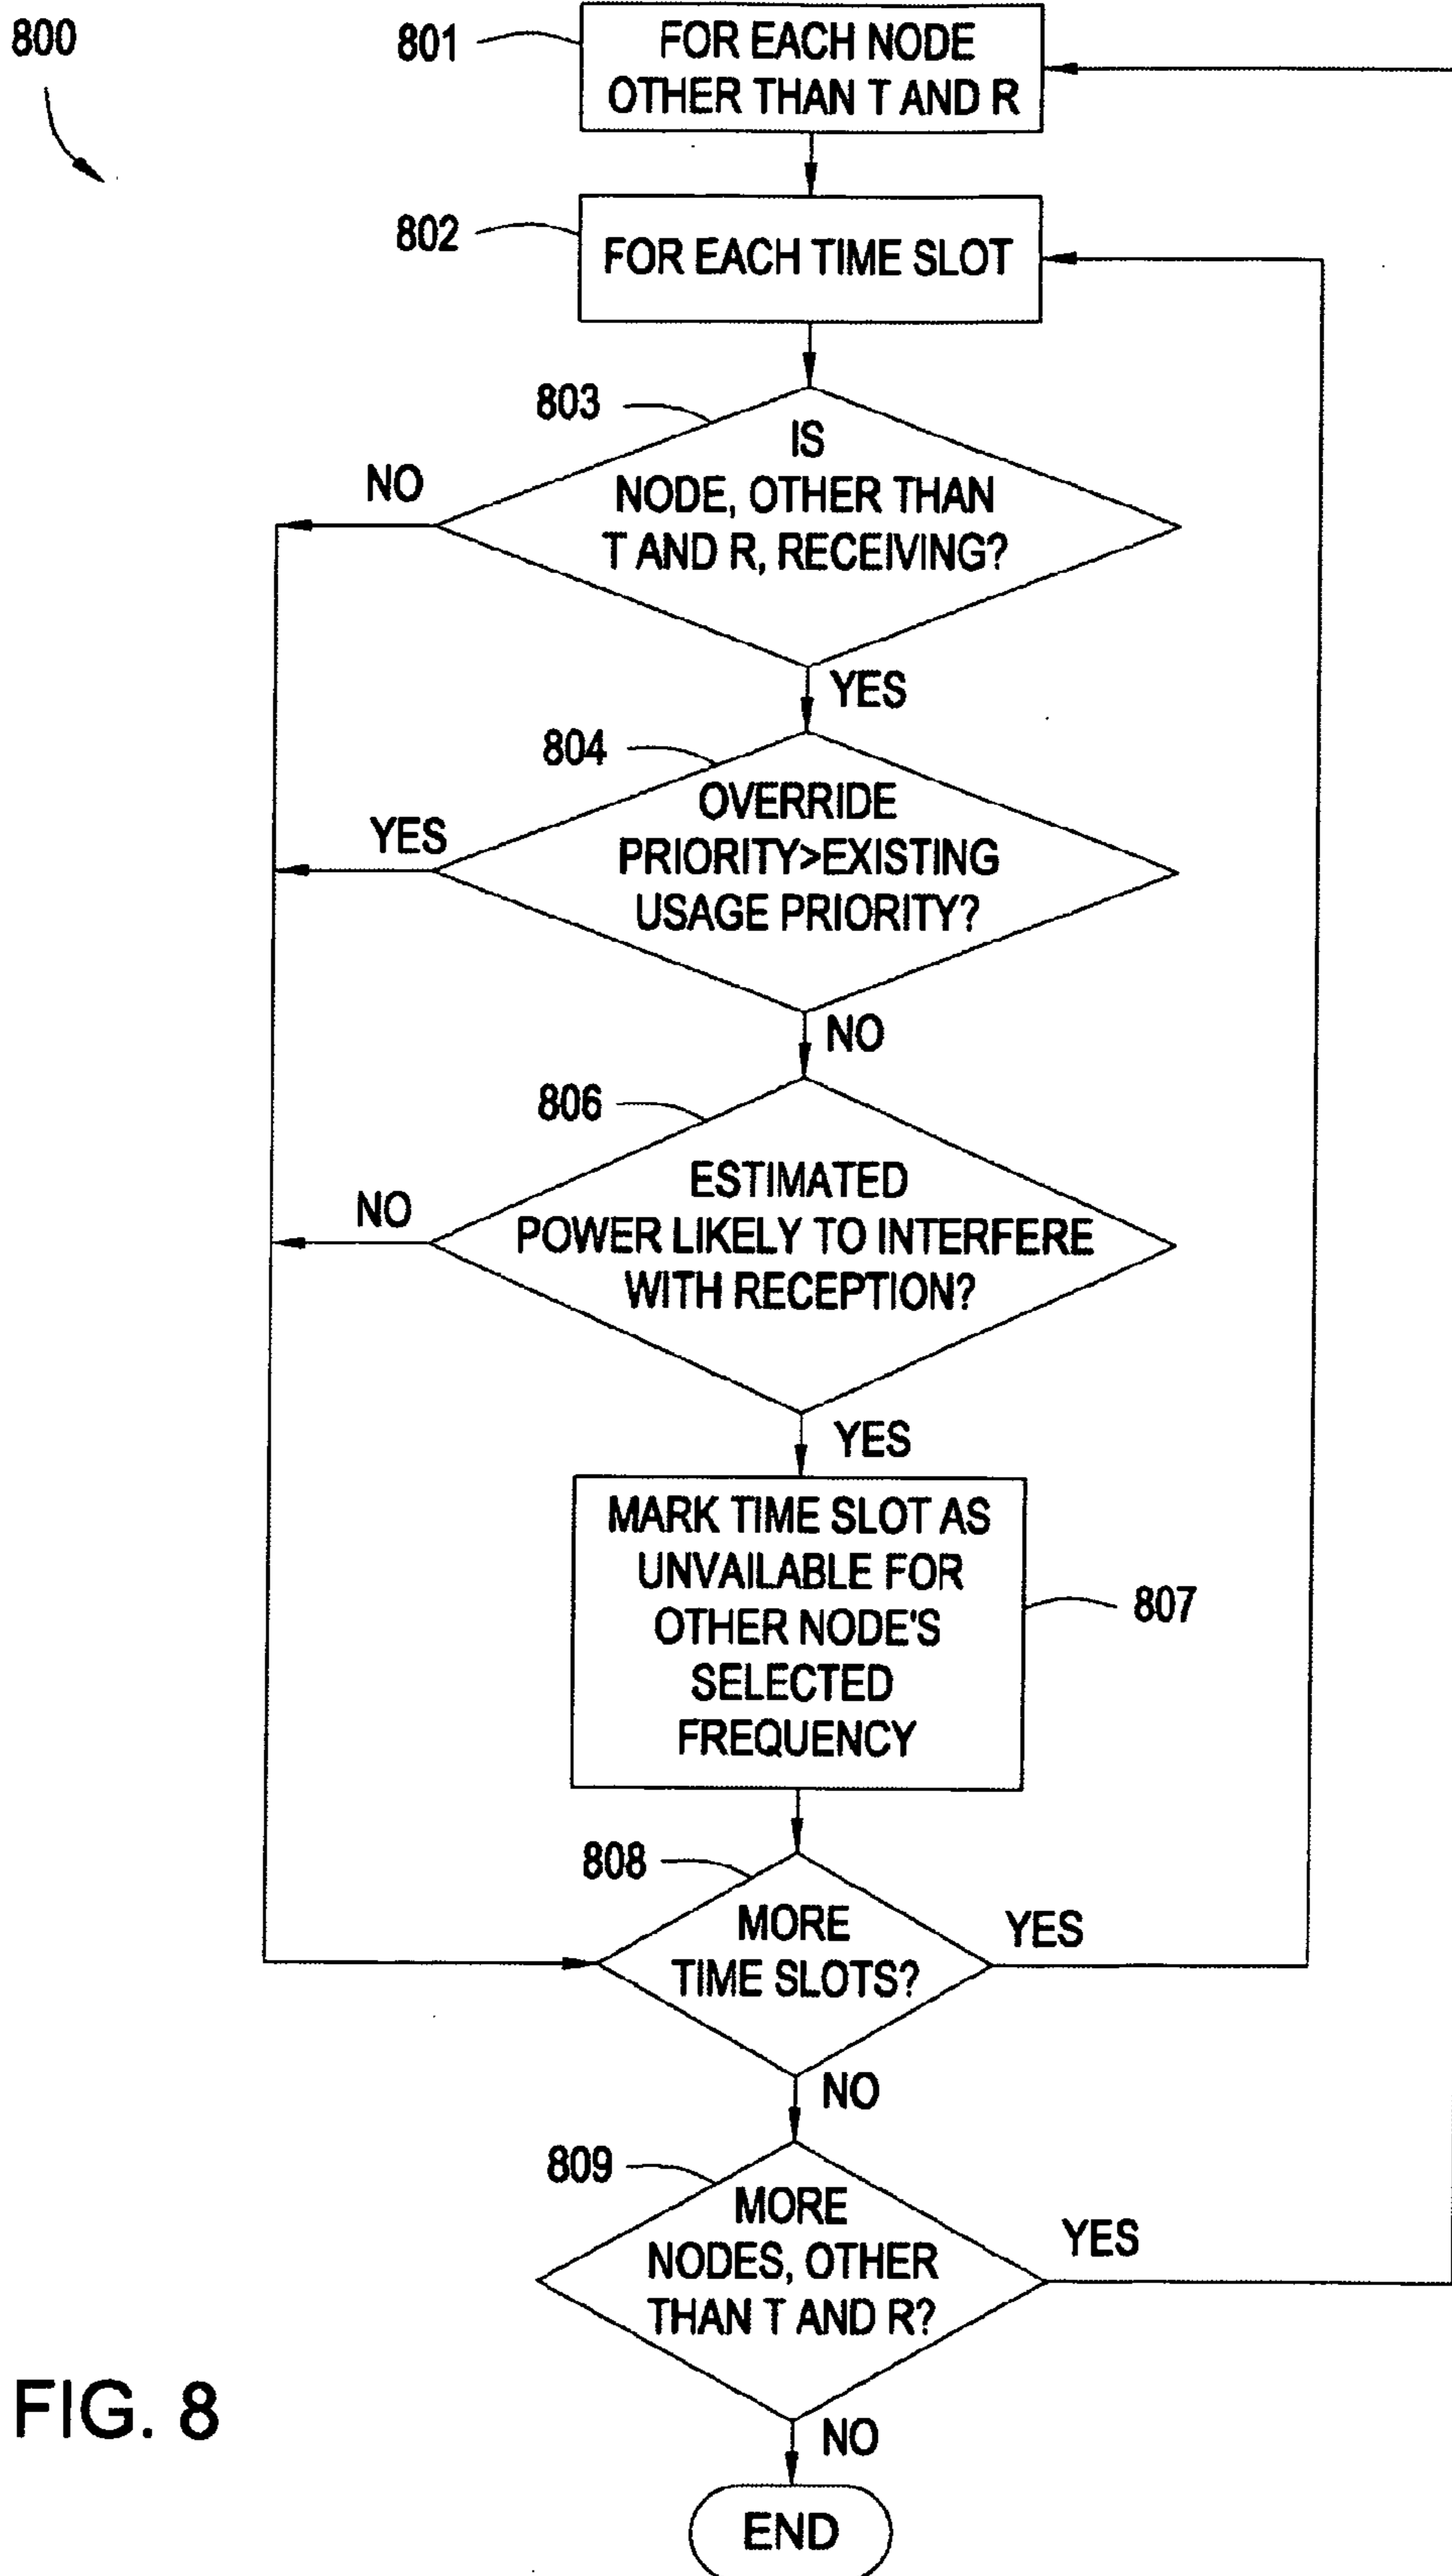 800
801
FOR EACH NODE
OTHER THAN T AND R
802
FOR EACH TIME SLOT
803
IS
NODE, OTHER THAN
T AND R, RECEIVING?
NO
YES
804
OVERRIDE
PRIORITY>EXISTING
USAGE PRIORITY?
YES
NO
806
ESTIMATED
POWER LIKELY TO INTERFERE
WITH RECEPTION?
NO
YES
MARK TIME SLOT AS
UNVAILABLE FOR
OTHER NODE'S
SELECTED
FREQUENCY
807
808
MORE
TIME SLOTS?
YES
NO
809
MORE
NODES, OTHER
THAN T AND R?
YES
NO
END
FIG. 8